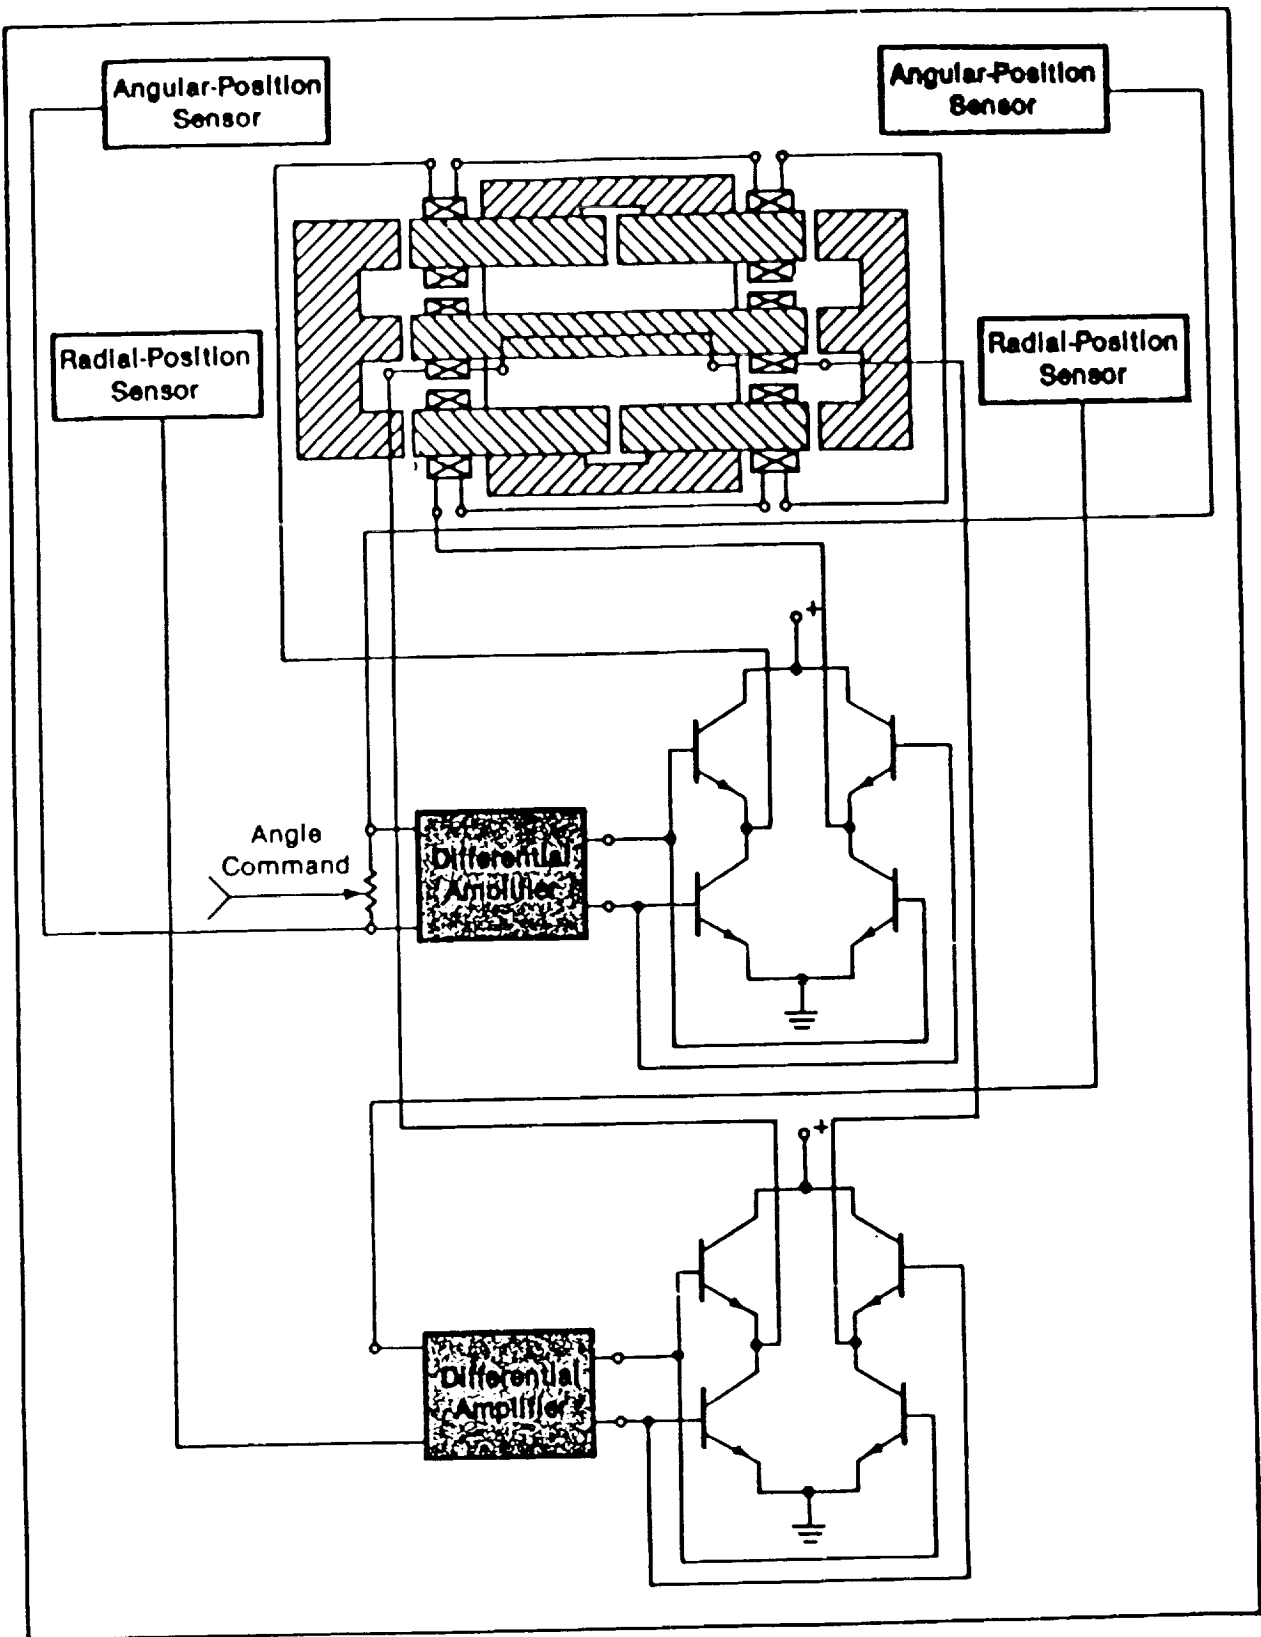 Angular-Position
Sensor
Angular-Position
Sensor
Radial-Position
Sensor
Radial-Position
Sensor
+
Angle
Command
Differential
Amplifier
+
Differential
Amplifier